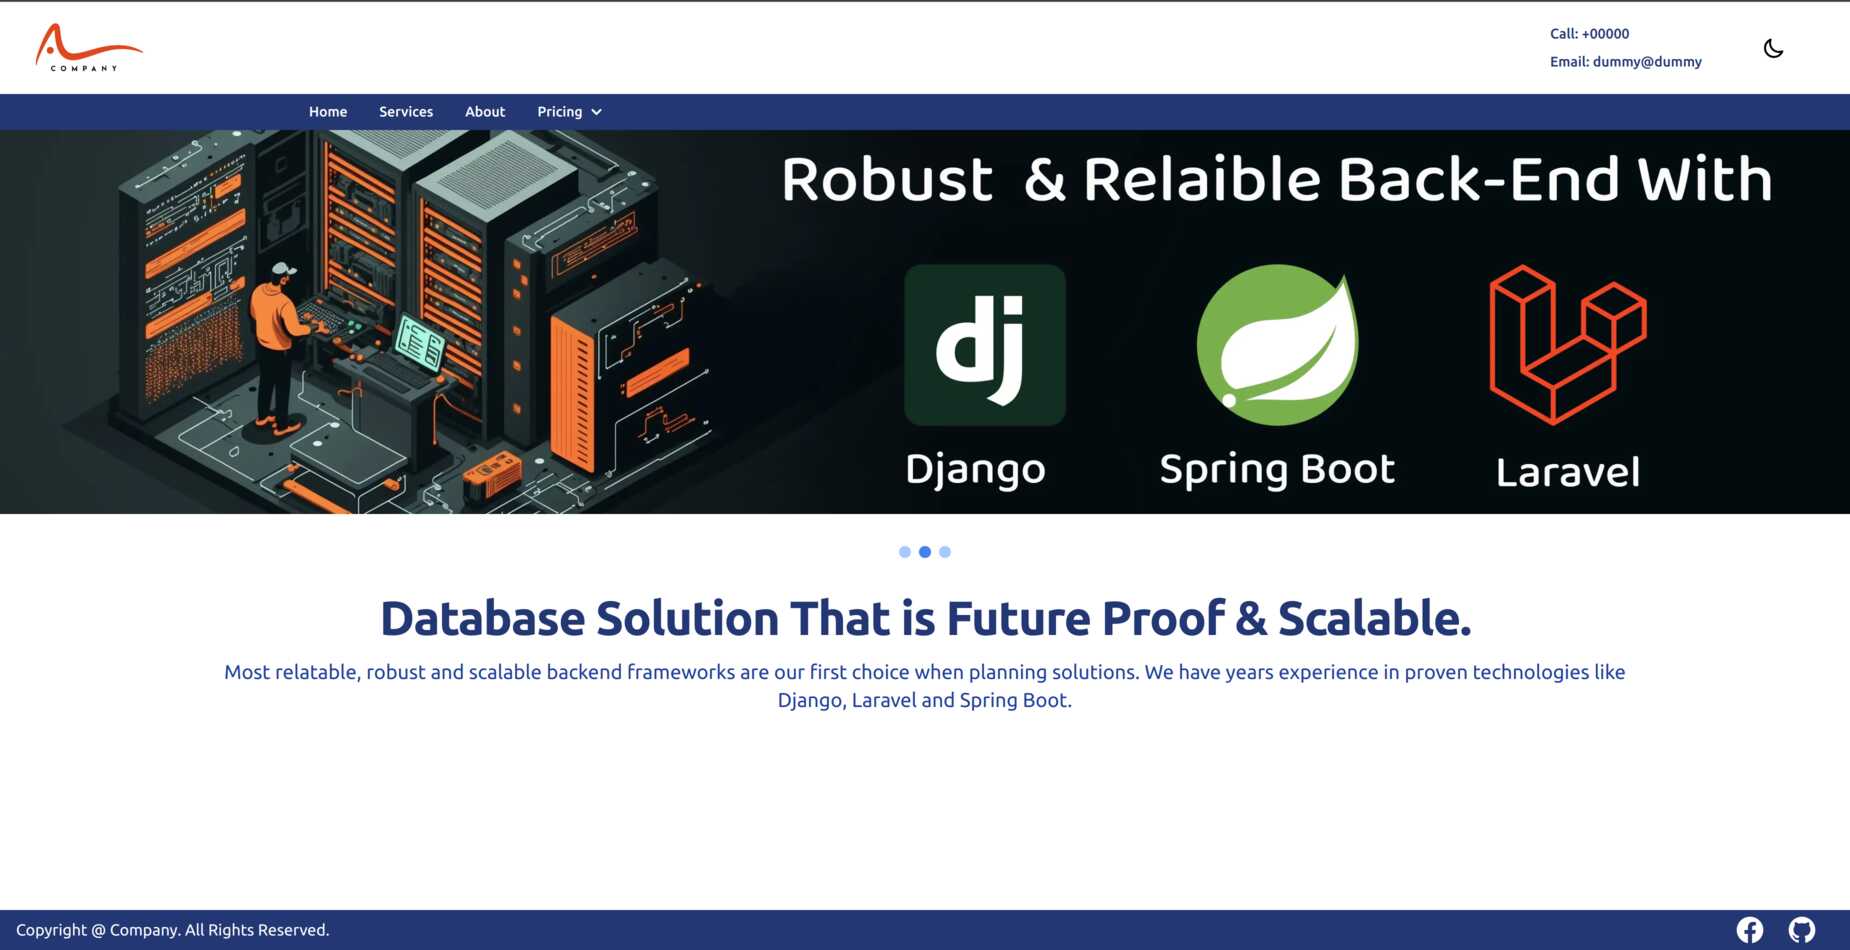 COMPANY
Call: +00000
Email: dummy@dummy
Home Services About Pricing
Robust & Relaible Back-End With
dj
Django Spring Boot Laravel
Database Solution That is Future Proof & Scalable.
Most relatable, robust and scalable backend frameworks are our first choice when planning solutions. We have years experience in proven technologies like
Django, Laravel and Spring Boot.
Copyright @ Company. All Rights Reserved.